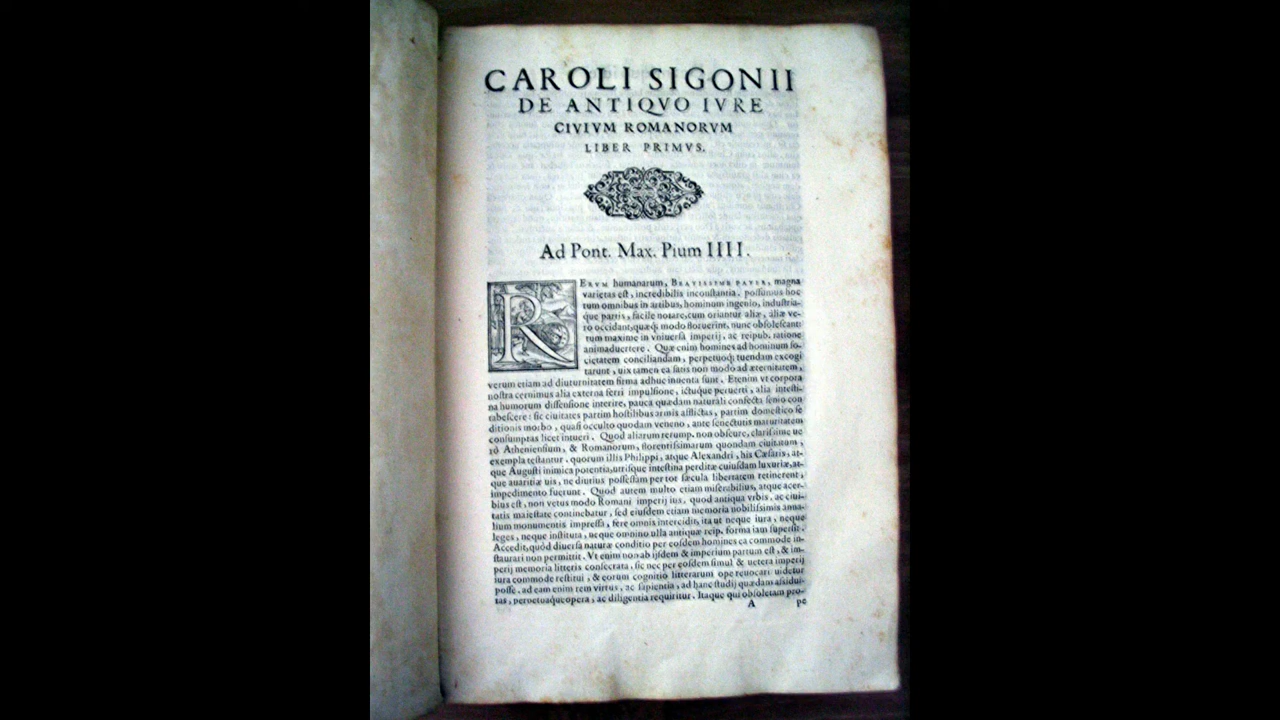 CAROLI SIGONII
DE ANTIQVO IVRE
CIVIVM ROMANORVM
LIBER PRIMVS.
Ad Pont. Max. Pium IIII.
RERVM humanarum, BEATISSIME PATER, magna
varietas est, incredibilis inconstantia. possumus hoc
tum omnibus in artibus, hominum ingenio, industria-
que partis, facile notare, cum oriantur aliæ, aliæ ve-
ro occidant, quæq; modo floruerint, nunc obsolescant:
tum maxime in vniuersa imperij, ac reipub. ratione
animaduertere. Quæ enim homines ad hominum so-
cietatem conciliandam, perpetuoq; tuendam excogi
tarunt, uix tamen ea satis non modo ad æternitatem,
verum etiam ad diuturnitatem firma adhuc inuenta sunt. Etenim vt corpora
nostra cernimus alia externa ferri impulsione, ictuque peruerti, alia intesti-
na humorum dissensione interire, pauca quædam naturali confecta senio con
tabescere: sic ciuitates partim hostilibus armis afflictas, partim domestico se
ditionis morbo, quasi occulto quodam veneno, ante senectutis maturitatem
consumptas licet intueri. Quod aliarum rerump. non obscure, clarissime ue
rò Atheniensium, & Romanorum, florentissimarum quondam ciuitatum,
exempla testantur. quorum illis Philippi, atque Alexandri, his Cæsaris, at-
que Augusti inimica potentia, utrisque intestina perditæ cuiusdam luxuriæ, at-
que auaritiæ uis, ne diutius possessam per tot sæcula libertatem retinerent,
impedimento fuerunt. Quod autem multo etiam miserabilius, atque acer-
bius est, non vetus modo Romani imperij ius, quod antiqua vrbis, ac ciui-
tatis maiestate continebatur, sed eiusdem etiam memoria nobilissimis anna-
lium monumentis impressa, fere omnis intercidit, ita ut neque iura, neque
leges, neque instituta, neque omnino ulla antiquæ reip. forma iam supersit.
Accedit, quòd diuersa naturæ conditio per eosdem homines ea commode in-
staurari non permittit. Vt enim non ab ijsdem & imperium partum est, & im-
perij memoria litteris consecrata, sic nec per eosdem simul & uetera imperij
iura commode restitui, & eorum cognitio litterarum ope reuocari uidetur
posse, ad eam enim rem virtus, ac sapientia, ad hanc studij quædam assidui-
tas, perpetuaque opera, ac diligentia requiritur. Itaque qui obsoletam pro-
A pe